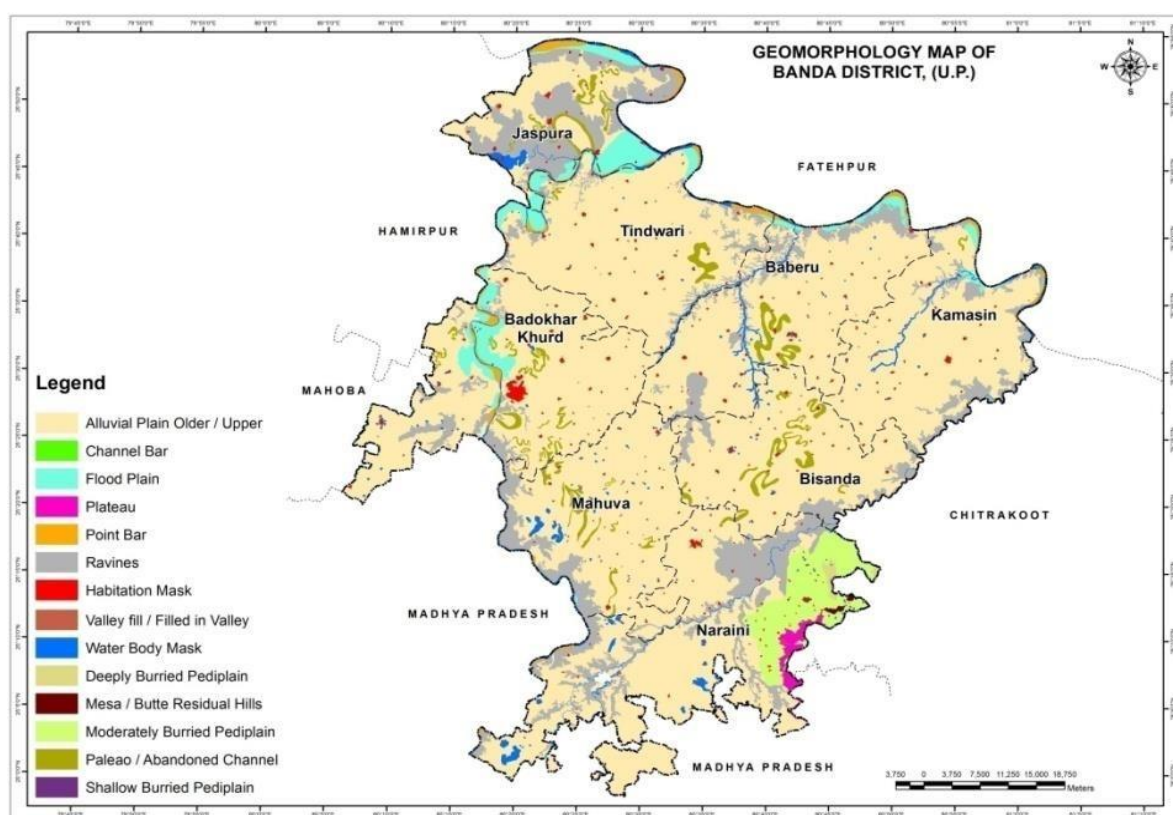 GEOMORPHOLOGY MAP OF
BANDA DISTRICT, (U.P.)
N
W
E
S
Jaspura
FATEHPUR
HAMIRPUR
Tindwari
Baberu
Kamasin
Badokhar
Khurd
MAHOBA
Bisanda
Mahuva
CHITRAKOOT
MADHYA PRADESH
Naraini
MADHYA PRADESH
Legend
Alluvial Plain Older / Upper
Channel Bar
Flood Plain
Plateau
Point Bar
Ravines
Habitation Mask
Valley fill / Filled in Valley
Water Body Mask
Deeply Burried Pediplain
Mesa / Butte Residual Hills
Moderately Burried Pediplain
Paleao / Abandoned Channel
Shallow Burried Pediplain
3,750 0 3,750 7,500 11,250 15,000 18,750
Meters